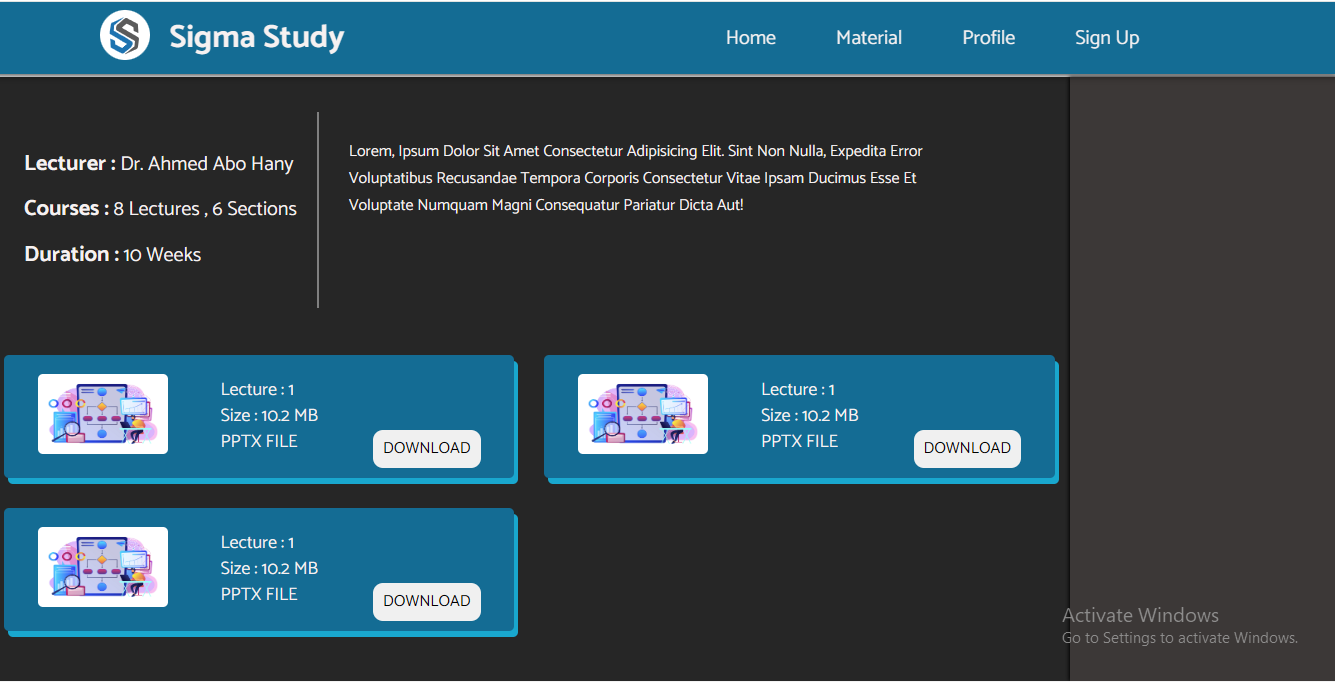 Sigma Study
Home
Material
Profile
Sign Up
Lecturer : Dr. Ahmed Abo Hany
Courses : 8 Lectures , 6 Sections
Duration : 10 Weeks
Lorem, Ipsum Dolor Sit Amet Consectetur Adipisicing Elit. Sint Non Nulla, Expedita Error
Voluptatibus Recusandae Tempora Corporis Consectetur Vitae Ipsam Ducimus Esse Et
Voluptate Numquam Magni Consequatur Pariatur Dicta Aut!
Lecture : 1
Size : 10.2 MB
PPTX FILE
DOWNLOAD
Lecture : 1
Size : 10.2 MB
PPTX FILE
DOWNLOAD
Lecture : 1
Size : 10.2 MB
PPTX FILE
DOWNLOAD
Activate Windows
Go to Settings to activate Windows.